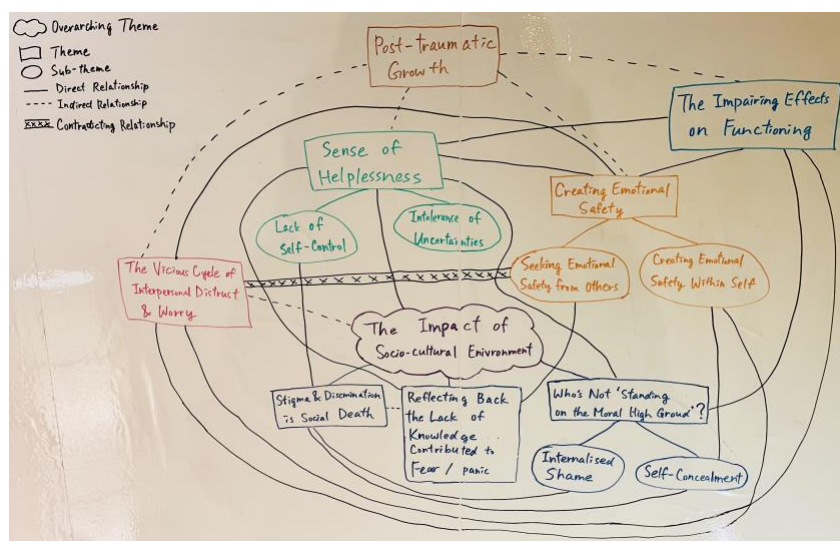 Overarching Theme
Theme
Sub-theme
Direct Relationship
Indirect Relationship
Contradicting Relationship
Post-traumatic
Growth
The Impairing Effects
on Functioning
Sense of
Helplessness
Creating Emotional
Safety
Lack of
Self-Control
Intolerance of
Uncertainties
The Vicious Cycle of
Interpersonal Distrust
& Worry
Seeking Emotional
Safety from Others
Creating Emotional
Safety Within Self
The Impact of
Socio-cultural Enivronment
Stigma & Discimination
is Social Death
Reflecting Back
the Lack of
Knowledge
Contributed to
Fear / panic
Who's Not 'Standing
on the Moral High Groud'?
Internalised
Shame
Self-Concealment